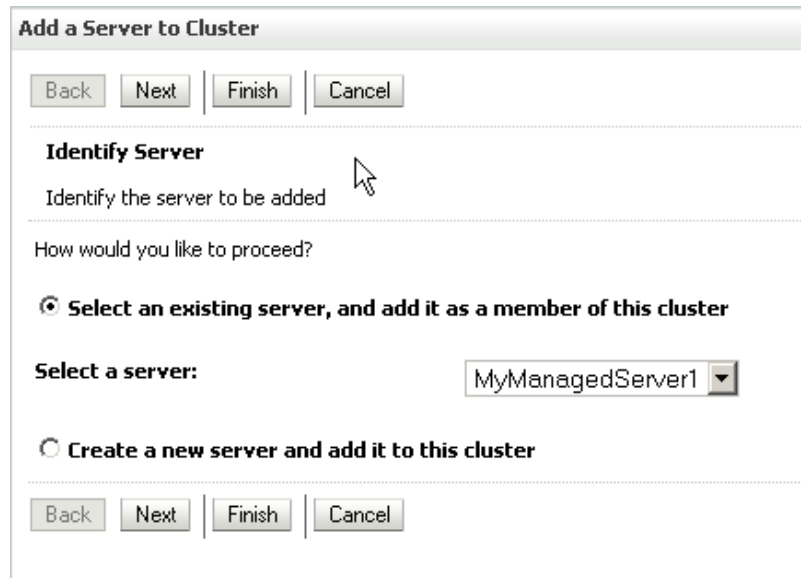 Add a Server to Cluster
Back Next Finish Cancel
Identify Server
Identify the server to be added
How would you like to proceed?
Select an existing server, and add it as a member of this cluster
Select a server: MyManagedServer1
Create a new server and add it to this cluster
Back Next Finish Cancel